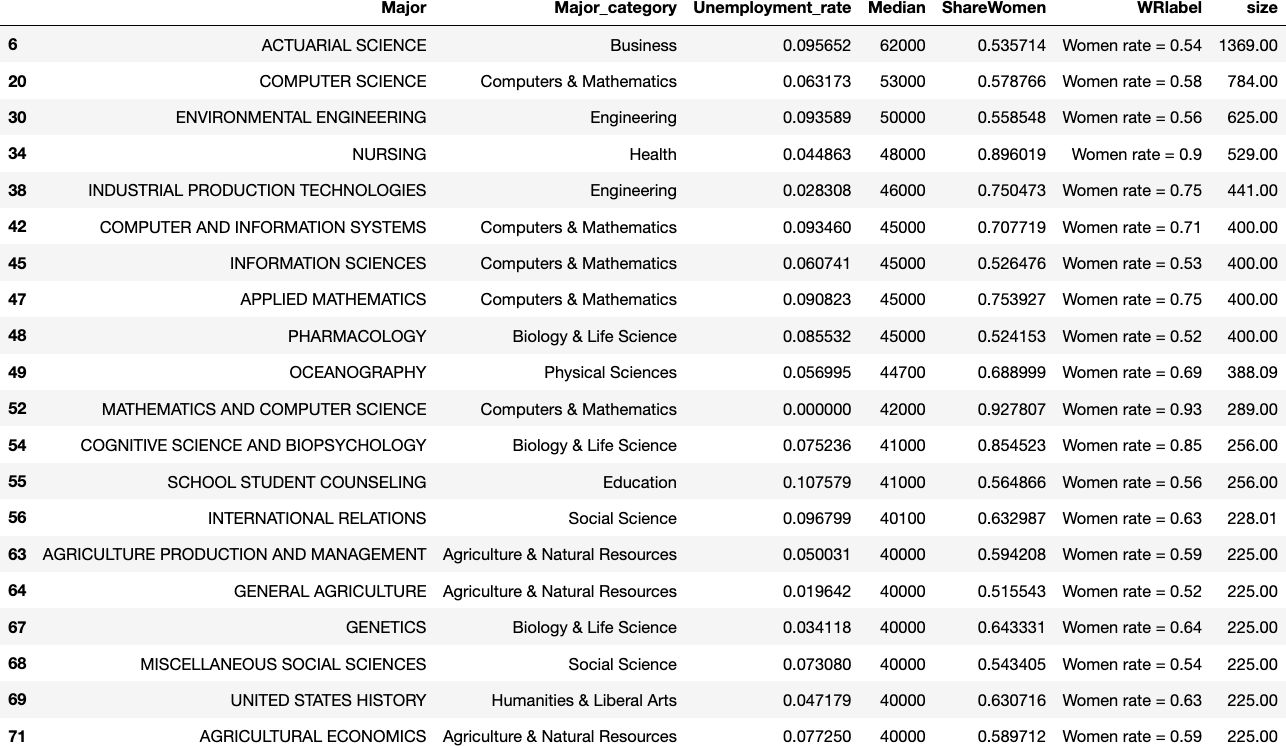 Major Major_category Unemployment_rate Median ShareWomen WRlabel size
6 ACTUARIAL SCIENCE Business 0.095652 62000 0.535714 Women rate = 0.54 1369.00
20 COMPUTER SCIENCE Computers & Mathematics 0.063173 53000 0.578766 Women rate = 0.58 784.00
30 ENVIRONMENTAL ENGINEERING Engineering 0.093589 50000 0.558548 Women rate = 0.56 625.00
34 NURSING Health 0.044863 48000 0.896019 Women rate = 0.9 529.00
38 INDUSTRIAL PRODUCTION TECHNOLOGIES Engineering 0.028308 46000 0.750473 Women rate = 0.75 441.00
42 COMPUTER AND INFORMATION SYSTEMS Computers & Mathematics 0.093460 45000 0.707719 Women rate = 0.71 400.00
45 INFORMATION SCIENCES Computers & Mathematics 0.060741 45000 0.526476 Women rate = 0.53 400.00
47 APPLIED MATHEMATICS Computers & Mathematics 0.090823 45000 0.753927 Women rate = 0.75 400.00
48 PHARMACOLOGY Biology & Life Science 0.085532 45000 0.524153 Women rate = 0.52 400.00
49 OCEANOGRAPHY Physical Sciences 0.056995 44700 0.688999 Women rate = 0.69 388.09
52 MATHEMATICS AND COMPUTER SCIENCE Computers & Mathematics 0.000000 42000 0.927807 Women rate = 0.93 289.00
54 COGNITIVE SCIENCE AND BIOPSYCHOLOGY Biology & Life Science 0.075236 41000 0.854523 Women rate = 0.85 256.00
55 SCHOOL STUDENT COUNSELING Education 0.107579 41000 0.564866 Women rate = 0.56 256.00
56 INTERNATIONAL RELATIONS Social Science 0.096799 40100 0.632987 Women rate = 0.63 228.01
63 AGRICULTURE PRODUCTION AND MANAGEMENT Agriculture & Natural Resources 0.050031 40000 0.594208 Women rate = 0.59 225.00
64 GENERAL AGRICULTURE Agriculture & Natural Resources 0.019642 40000 0.515543 Women rate = 0.52 225.00
67 GENETICS Biology & Life Science 0.034118 40000 0.643331 Women rate = 0.64 225.00
68 MISCELLANEOUS SOCIAL SCIENCES Social Science 0.073080 40000 0.543405 Women rate = 0.54 225.00
69 UNITED STATES HISTORY Humanities & Liberal Arts 0.047179 40000 0.630716 Women rate = 0.63 225.00
71 AGRICULTURAL ECONOMICS Agriculture & Natural Resources 0.077250 40000 0.589712 Women rate = 0.59 225.00